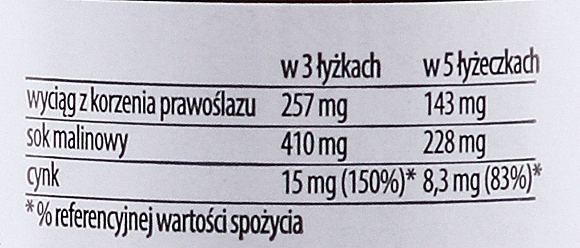 w 3 łyżkach w 5 łyżeczkach
wyciąg z korzenia prawoślazu 257 mg 143 mg
sok malinowy 410 mg 228 mg
cynk 15 mg (150%)* 8,3 mg (83%)*
*% referencyjnej wartości spożycia